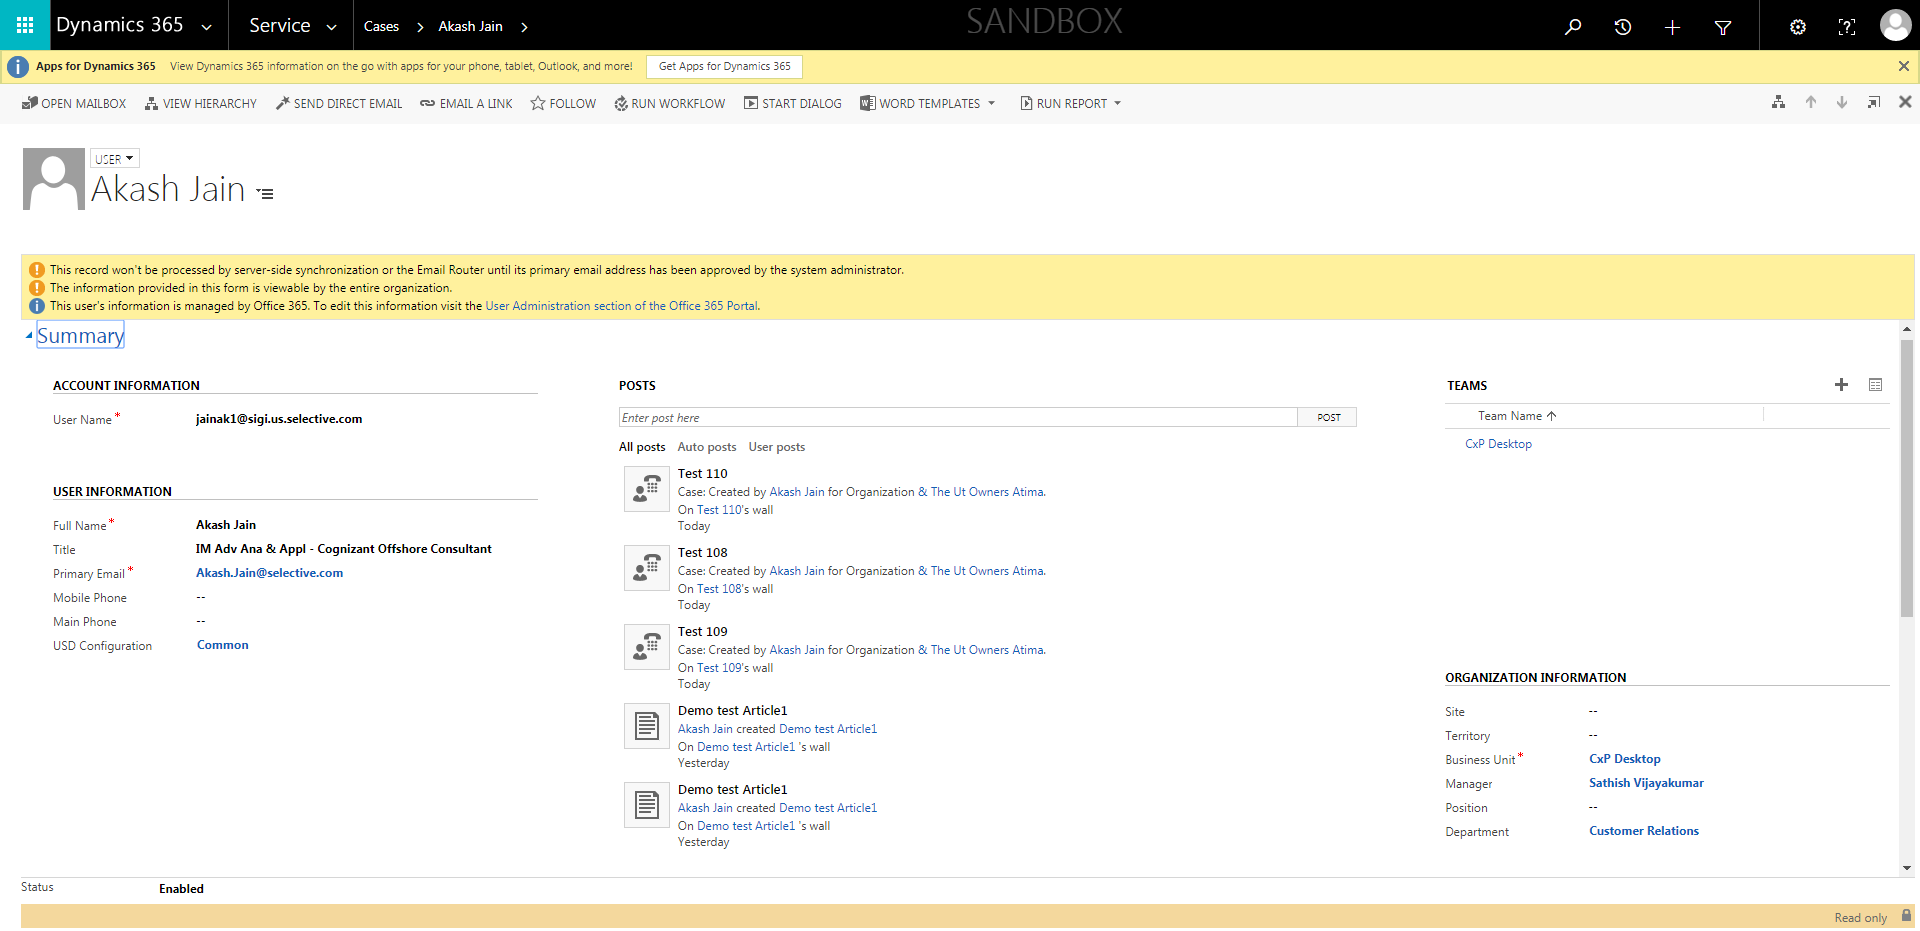 Dynamics 365 Service Cases Akash Jain SANDBOX
Apps for Dynamics 365 View Dynamics 365 information on the go with apps for your phone, tablet, Outlook, and more! Get Apps for Dynamics 365
OPEN MAILBOX VIEW HIERARCHY SEND DIRECT EMAIL EMAIL A LINK FOLLOW RUN WORKFLOW START DIALOG WORD TEMPLATES RUN REPORT
USER
Akash Jain
This record won't be processed by server-side synchronization or the Email Router until its primary email address has been approved by the system administrator.
The information provided in this form is viewable by the entire organization.
This user's information is managed by Office 365. To edit this information visit the User Administration section of the Office 365 Portal.
Summary
ACCOUNT INFORMATION
User Name* jainak1@sigi.us.selective.com
USER INFORMATION
Full Name* Akash Jain
Title IM Adv Ana & Appl - Cognizant Offshore Consultant
Primary Email* Akash.Jain@selective.com
Mobile Phone --
Main Phone --
USD Configuration Common
POSTS
Enter post here POST
All posts Auto posts User posts
Test 110
Case: Created by Akash Jain for Organization & The Ut Owners Atima.
On Test 110's wall
Today
Test 108
Case: Created by Akash Jain for Organization & The Ut Owners Atima.
On Test 108's wall
Today
Test 109
Case: Created by Akash Jain for Organization & The Ut Owners Atima.
On Test 109's wall
Today
Demo test Article1
Akash Jain created Demo test Article1
On Demo test Article1 's wall
Yesterday
Demo test Article1
Akash Jain created Demo test Article1
On Demo test Article1 's wall
Yesterday
TEAMS
Team Name
CxP Desktop
ORGANIZATION INFORMATION
Site --
Territory --
Business Unit* CxP Desktop
Manager Sathish Vijayakumar
Position --
Department Customer Relations
Status Enabled
Read only